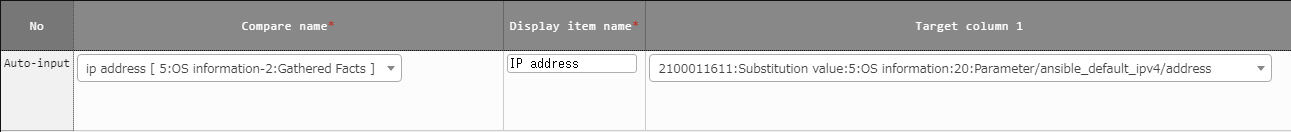 No Compare name* Display item name* Target column 1
Auto-input ip address [ 5:OS information-2:Gathered Facts ] IP address 2100011611:Substitution value:5:OS information:20:Parameter/ansible_default_ipv4/address